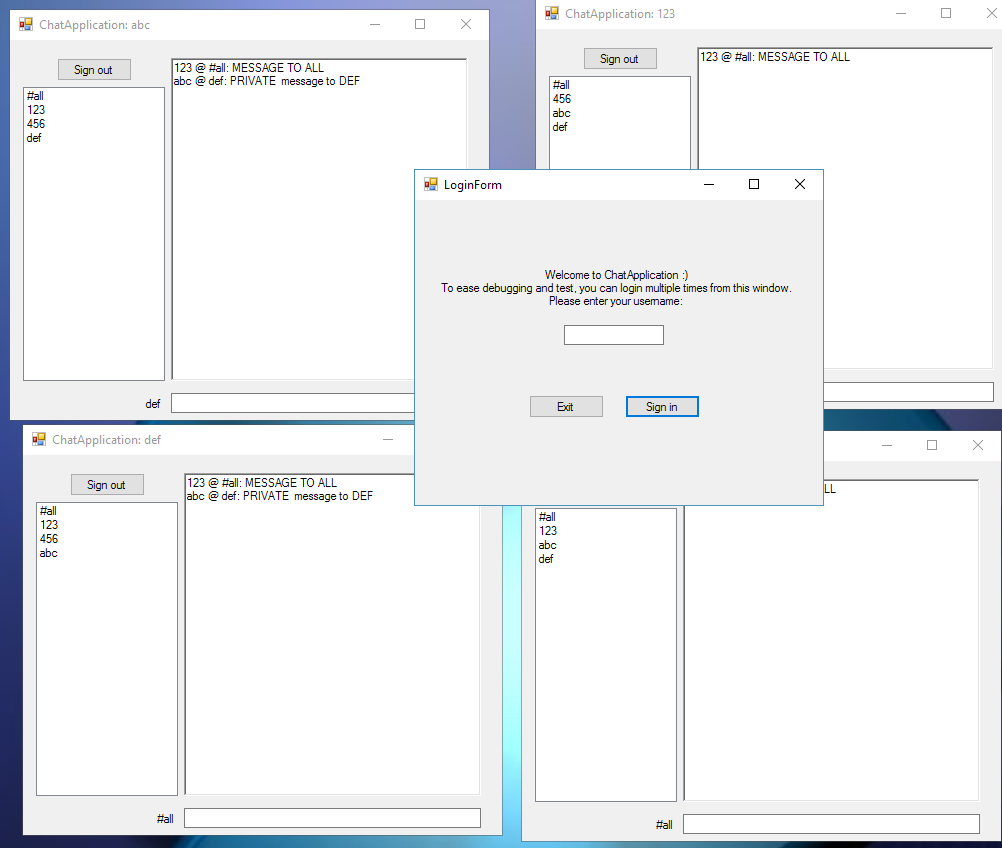 ChatApplication: abc
Sign out
#all
123
456
def
123 @ #all: MESSAGE TO ALL
abc @ def: PRIVATE message to DEF
def
ChatApplication: 123
Sign out
#all
456
abc
def
123 @ #all: MESSAGE TO ALL
LoginForm
Welcome to ChatApplication :)
To ease debugging and test, you can login multiple times from this window.
Please enter your username:
Exit
Sign in
ChatApplication: def
Sign out
#all
123
456
abc
123 @ #all: MESSAGE TO ALL
abc @ def: PRIVATE message to DEF
#all
#all
123
abc
def
LL
#all